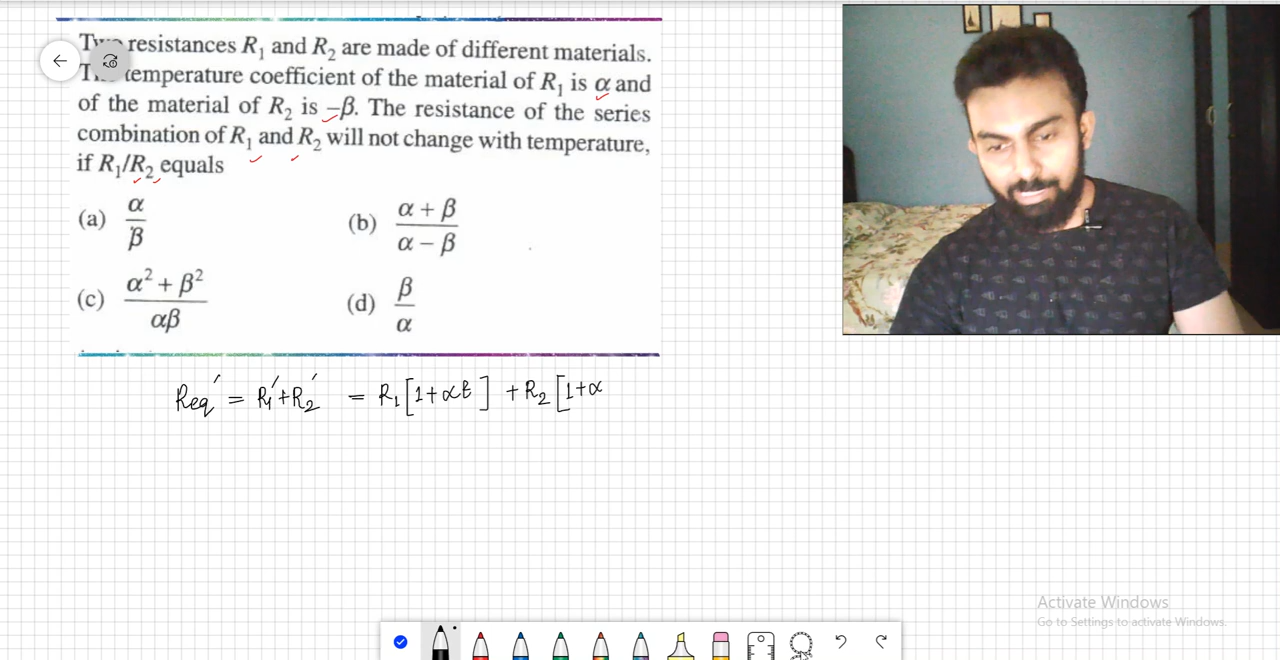 Two resistances R₁ and R₂ are made of different materials.
temperature coefficient of the material of R₁ is α and
of the material of R₂ is –β. The resistance of the series
combination of R₁ and R₂ will not change with temperature,
if R₁/R₂ equals
(a) α/β
(b) α + β / α – β
(c) α² + β² / αβ
(d) β/α
Req′ = R₁′ + R₂′ = R₁[1+αt] + R₂[1+α
Activate Windows
Go to Settings to activate Windows.